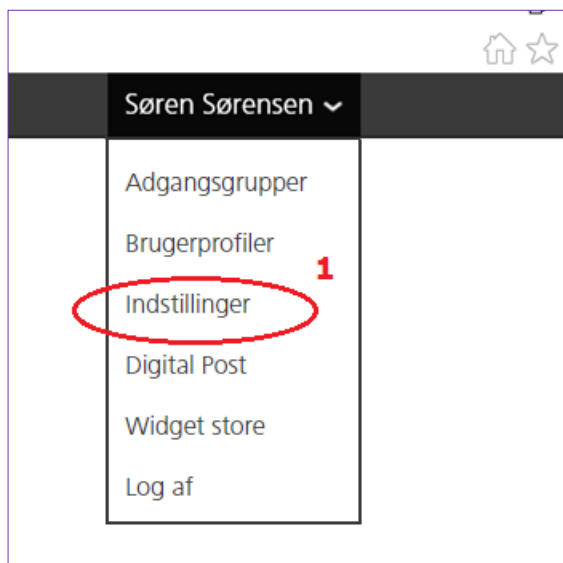 Søren Sørensen
Adgangsgrupper
Brugerprofiler
1
Indstillinger
Digital Post
Widget store
Log af